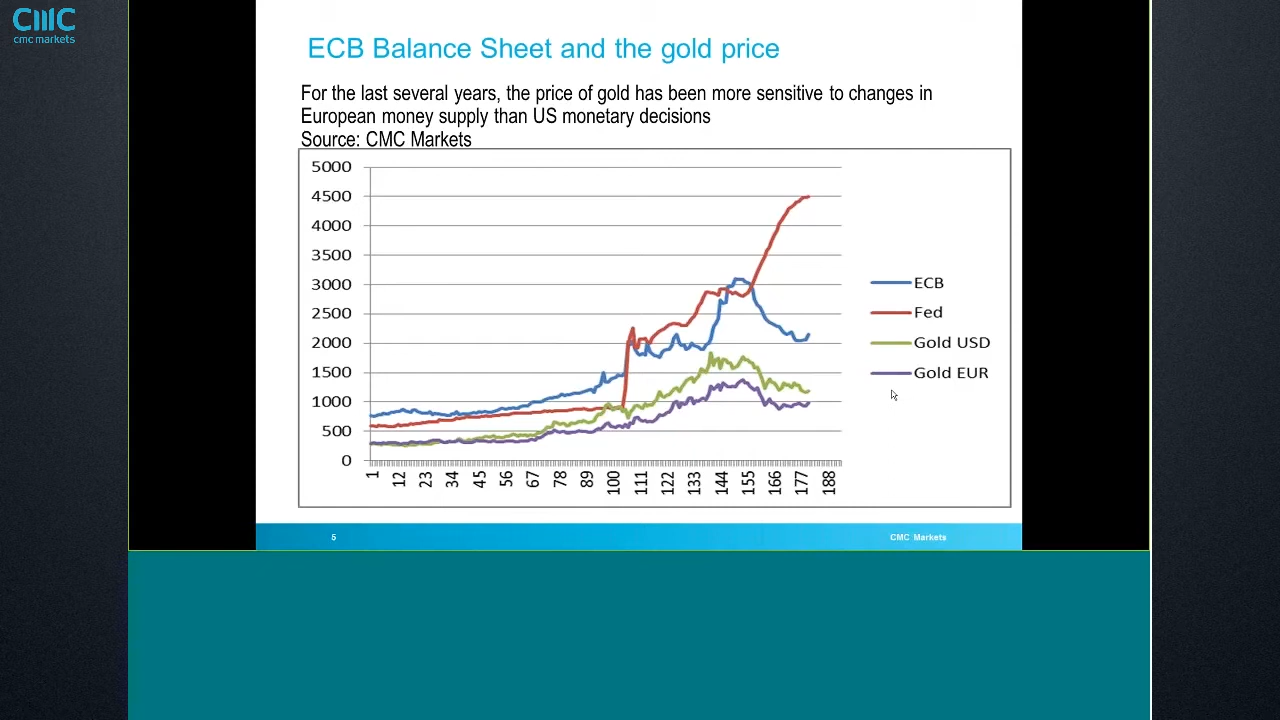 CMC
cmc markets
ECB Balance Sheet and the gold price
For the last several years, the price of gold has been more sensitive to changes in
European money supply than US monetary decisions
Source: CMC Markets
5000
4500
4000
3500
3000
2500
2000
1500
1000
500
0
1
12
23
34
45
56
67
78
89
100
111
122
133
144
155
166
177
188
ECB
Fed
Gold USD
Gold EUR
5
CMC Markets